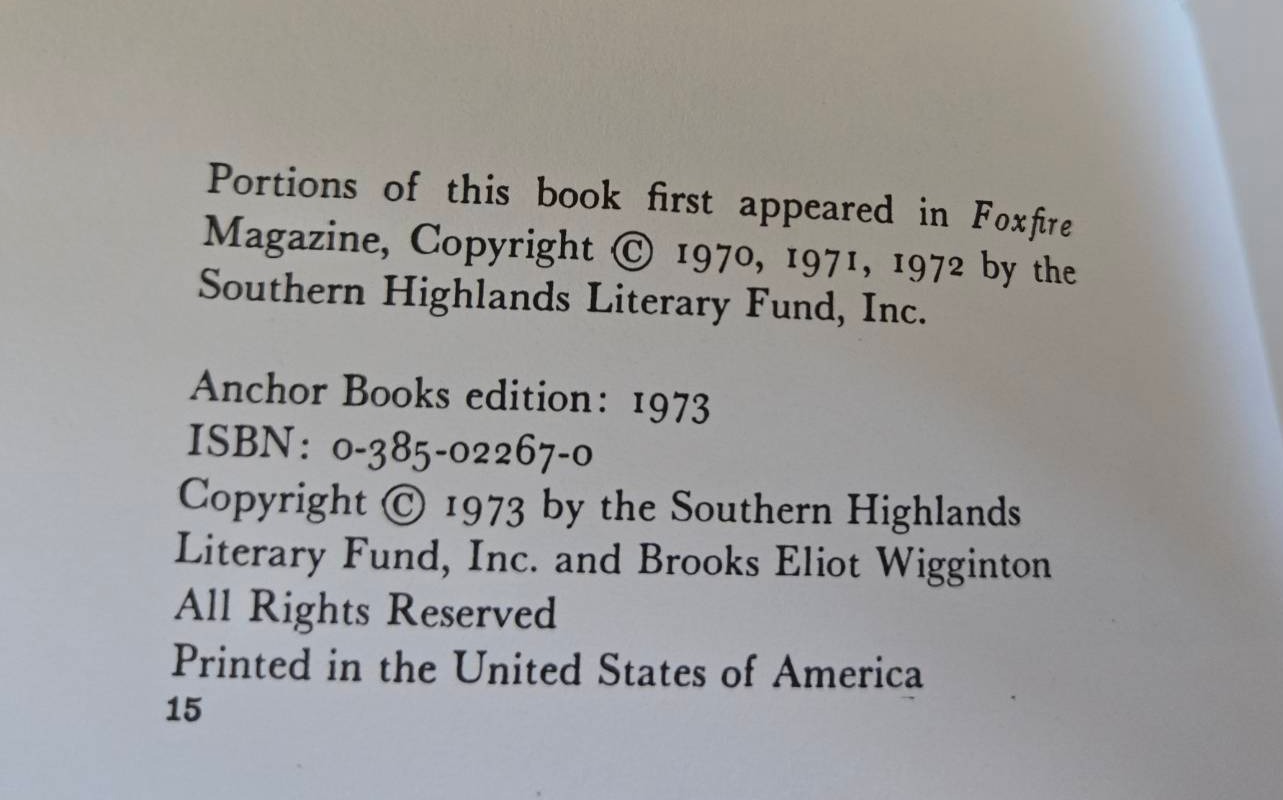 Portions of this book first appeared in Foxfire
Magazine, Copyright © 1970, 1971, 1972 by the
Southern Highlands Literary Fund, Inc.
Anchor Books edition: 1973
ISBN: 0-385-02267-0
Copyright © 1973 by the Southern Highlands
Literary Fund, Inc. and Brooks Eliot Wigginton
All Rights Reserved
Printed in the United States of America
15